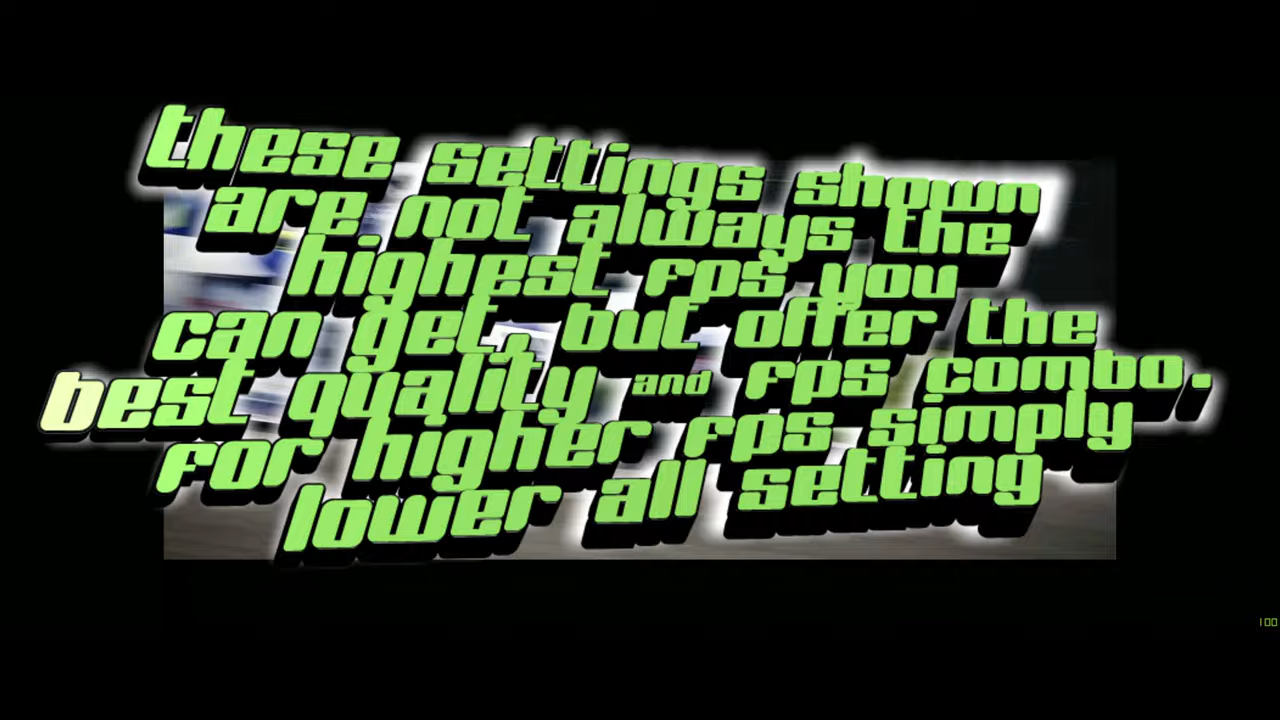 these settings shown
are not always the
highest fps you
can get, but offer the
best quality and fps combo.
for higher fps simply
lower all setting
100